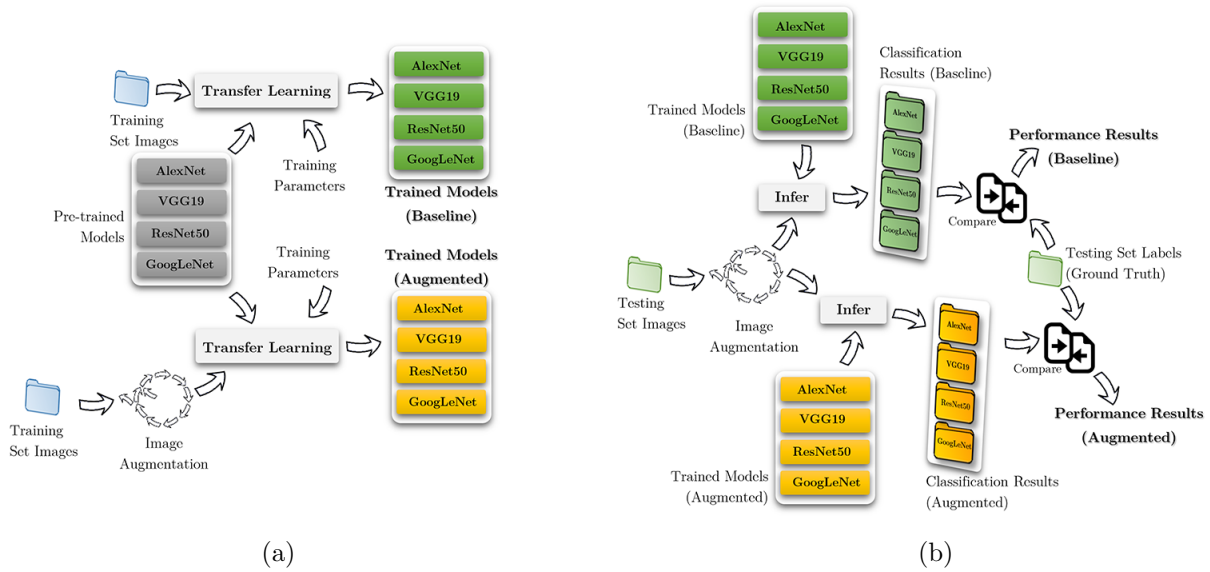 Training
Set Images
Transfer Learning
Training
Parameters
AlexNet
VGG19
ResNet50
GoogLeNet
Trained Models
(Baseline)
Pre-trained
Models
AlexNet
VGG19
ResNet50
GoogLeNet
Training
Parameters
Transfer Learning
Trained Models
(Augmented)
AlexNet
VGG19
ResNet50
GoogLeNet
Training
Set Images
Image
Augmentation
(a)
Trained Models
(Baseline)
AlexNet
VGG19
ResNet50
GoogLeNet
Infer
Classification
Results (Baseline)
AlexNet
VGG19
ResNet50
GoogLeNet
Compare
Performance Results
(Baseline)
Testing Set Labels
(Ground Truth)
Testing
Set Images
Image
Augmentation
Infer
Trained Models
(Augmented)
AlexNet
VGG19
ResNet50
GoogLeNet
AlexNet
VGG19
ResNet50
GoogLeNet
Classification Results
(Augmented)
Compare
Performance Results
(Augmented)
(b)